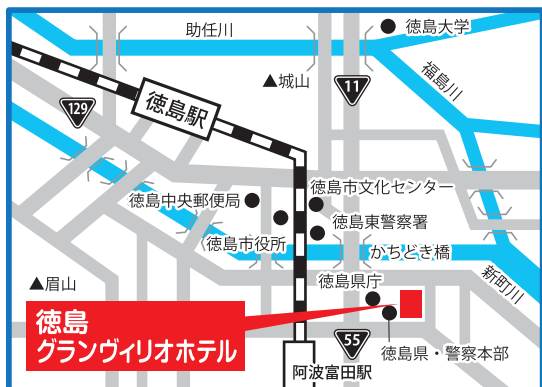 助任川
徳島大学
▲城山
11
福島川
129
徳島駅
徳島市文化センター
徳島中央郵便局
徳島東警察署
徳島市役所
かちどき橋
▲眉山
徳島県庁
新町川
徳島
グランヴィリオホテル
55
徳島県・警察本部
阿波富田駅